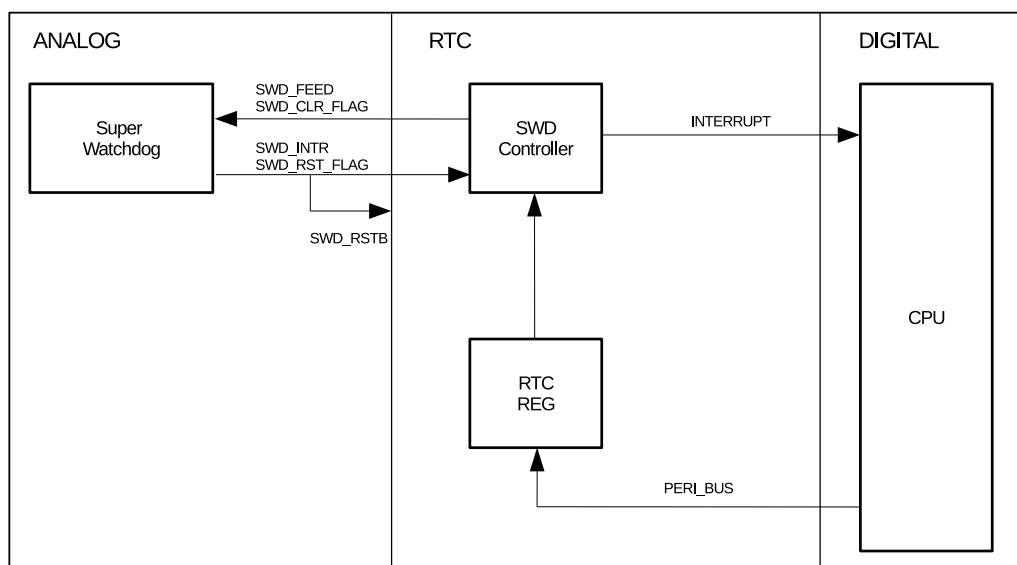 ANALOG
RTC
DIGITAL
SWD_FEED
SWD_CLR_FLAG
Super
Watchdog
SWD_INTR
SWD_RST_FLAG
SWD_RSTB
SWD
Controller
INTERRUPT
CPU
RTC
REG
PERI_BUS